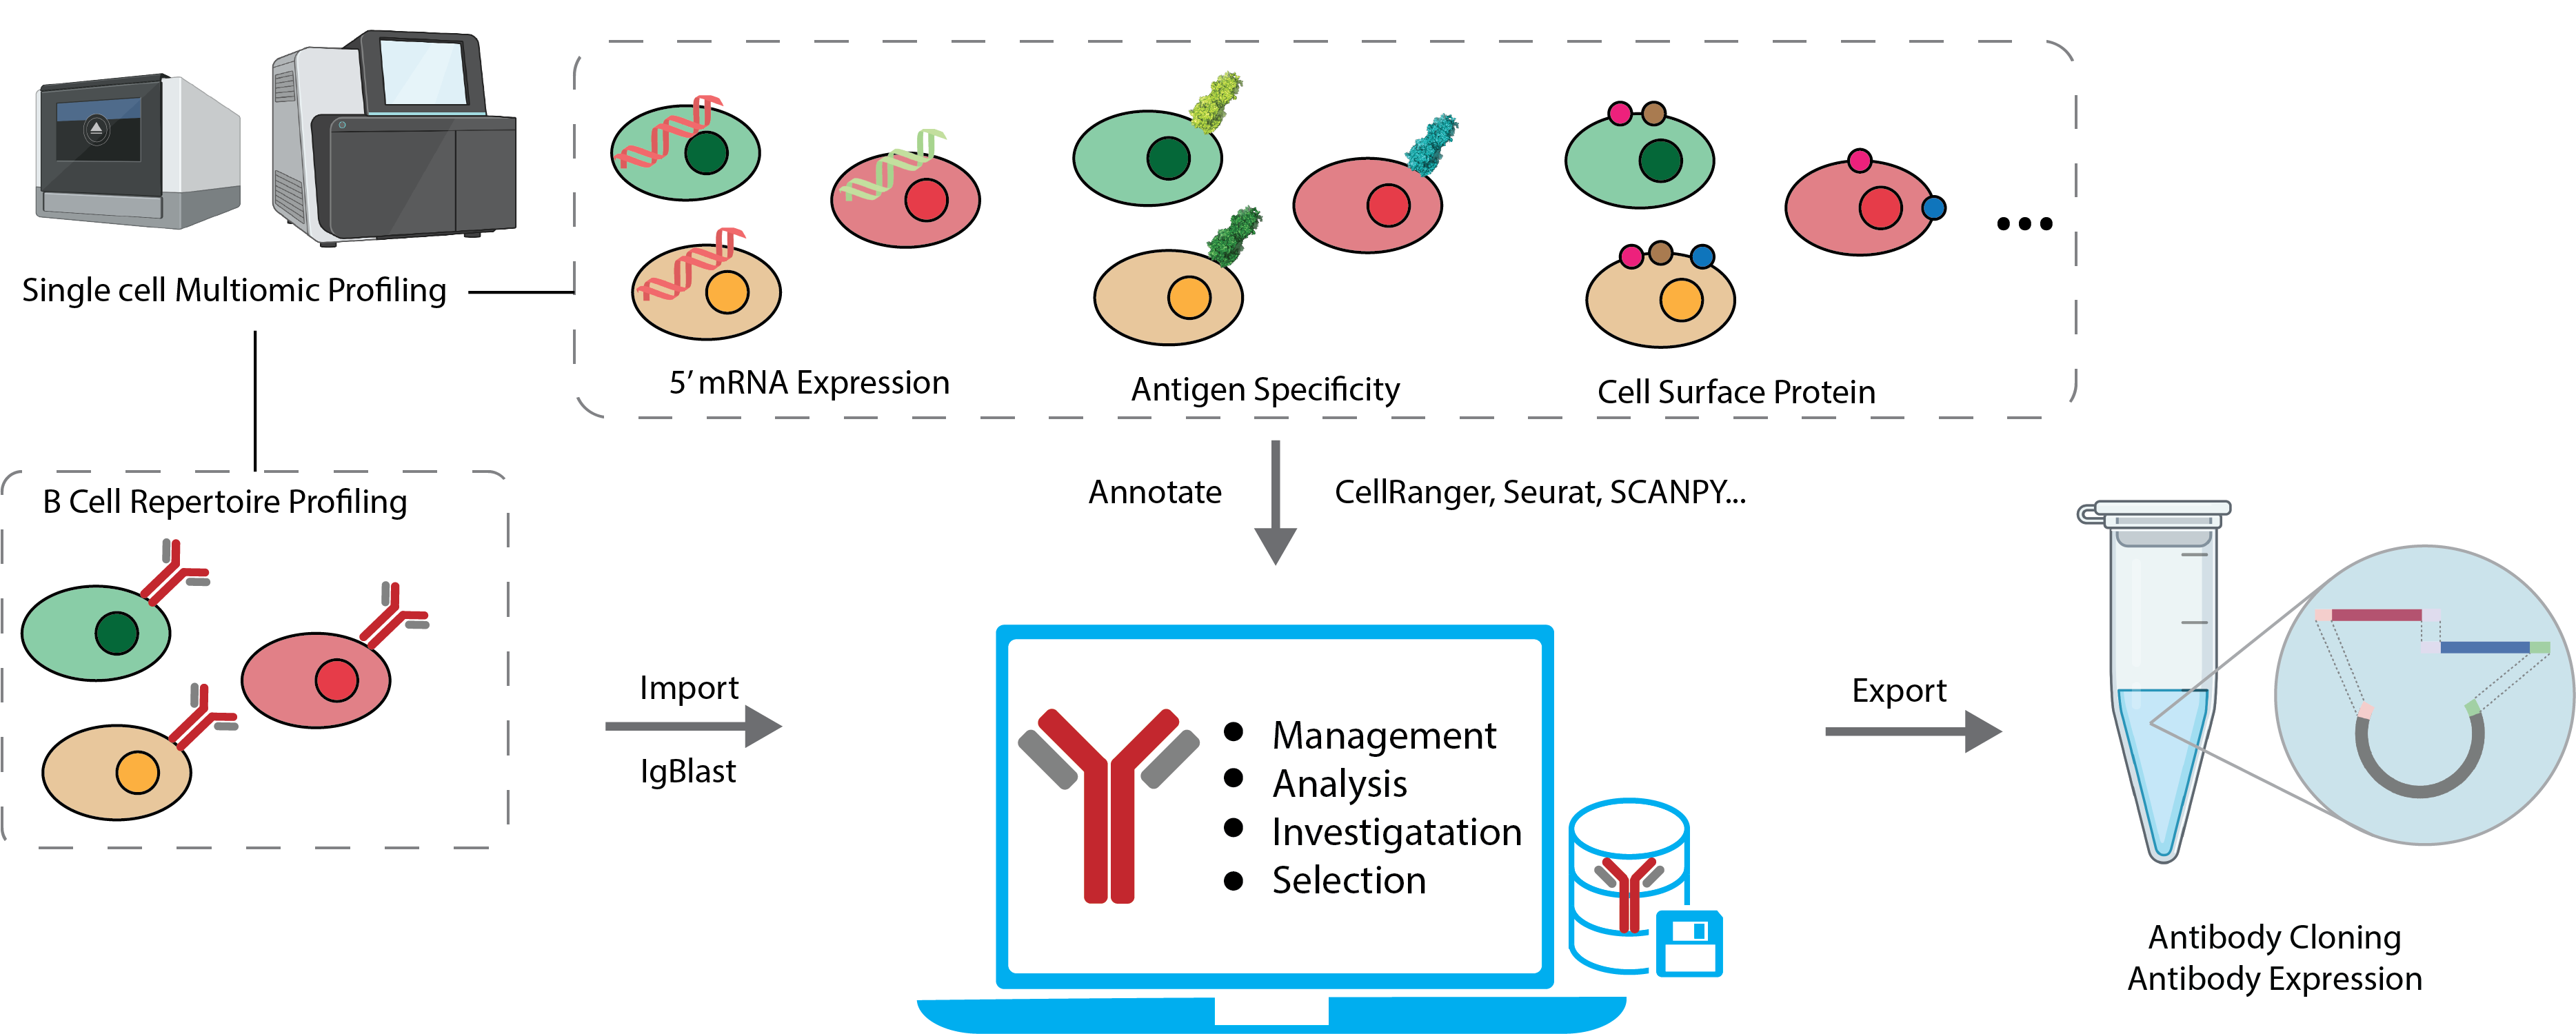 Single cell Multiomic Profiling
5’ mRNA Expression
Antigen Specificity
Cell Surface Protein
...
B Cell Repertoire Profiling
Annotate
CellRanger, Seurat, SCANPY...
Import
IgBlast
• Management
• Analysis
• Investigatation
• Selection
Export
Antibody Cloning
Antibody Expression